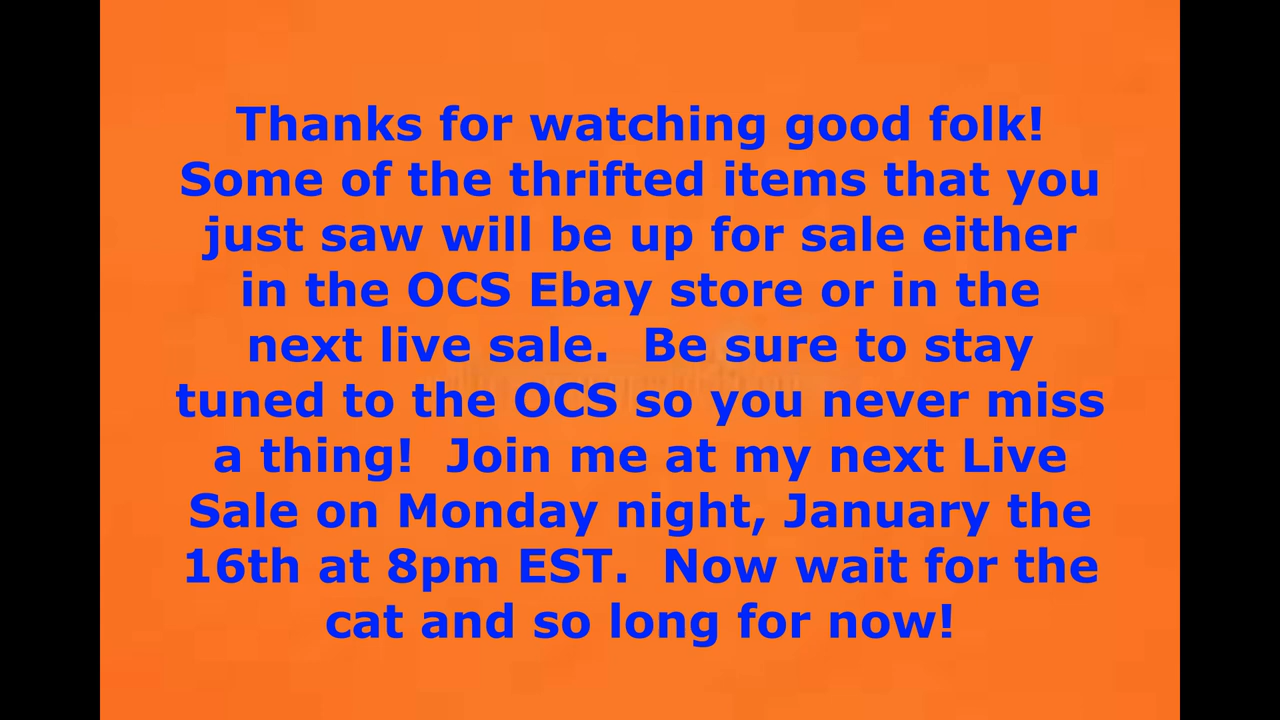 Thanks for watching good folk!
Some of the thrifted items that you
just saw will be up for sale either
in the OCS Ebay store or in the
next live sale.  Be sure to stay
tuned to the OCS so you never miss
a thing!  Join me at my next Live
Sale on Monday night, January the
16th at 8pm EST.  Now wait for the
cat and so long for now!